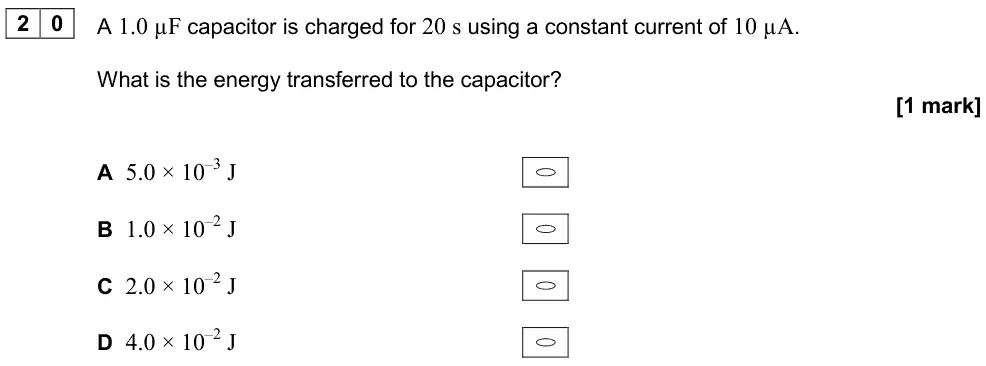 2 0 A 1.0 µF capacitor is charged for 20 s using a constant current of 10 µA.
What is the energy transferred to the capacitor?
[1 mark]
A 5.0 × 10⁻³ J
B 1.0 × 10⁻² J
C 2.0 × 10⁻² J
D 4.0 × 10⁻² J